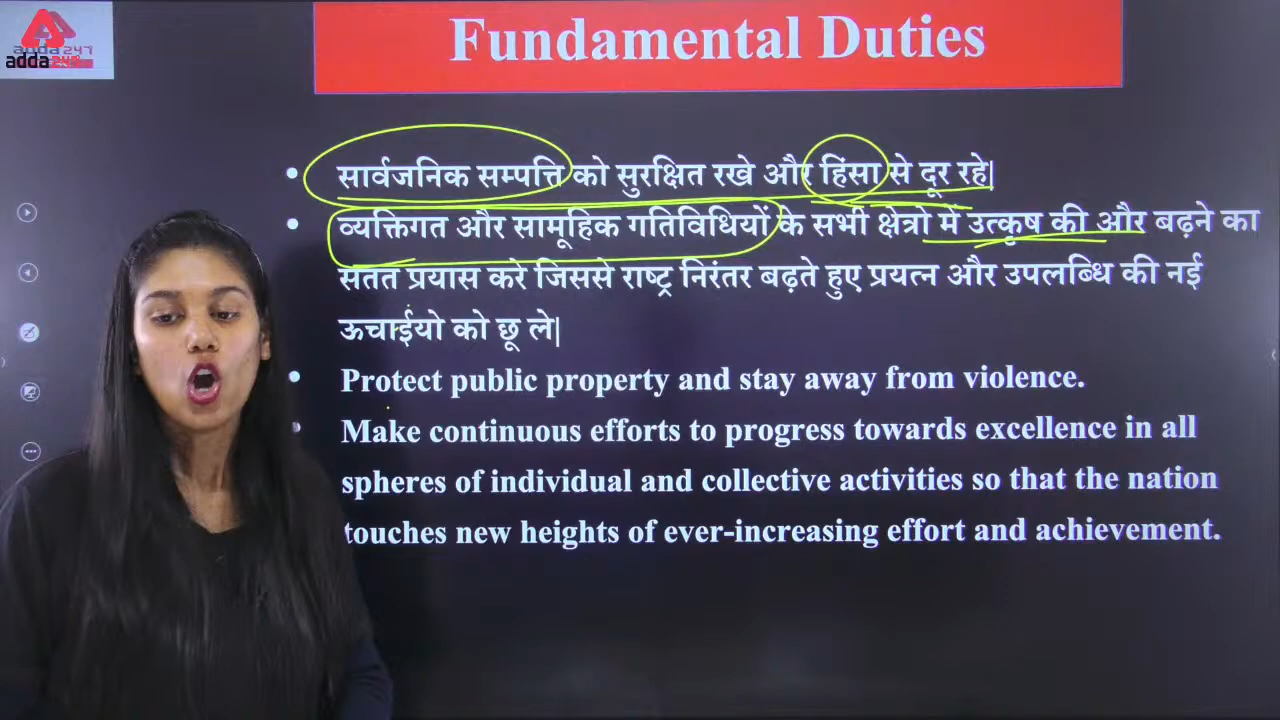 adda247
adda247
Fundamental Duties
• सार्वजनिक सम्पत्ति को सुरक्षित रखे और हिंसा से दूर रहे|
• व्यक्तिगत और सामूहिक गतिविधियों के सभी क्षेत्रो में उत्कृष की और बढ़ने का
सतत प्रयास करे जिससे राष्ट्र निरंतर बढ़ते हुए प्रयत्न और उपलब्धि की नई
ऊचाईयो को छू ले|
• Protect public property and stay away from violence.
• Make continuous efforts to progress towards excellence in all
spheres of individual and collective activities so that the nation
touches new heights of ever-increasing effort and achievement.